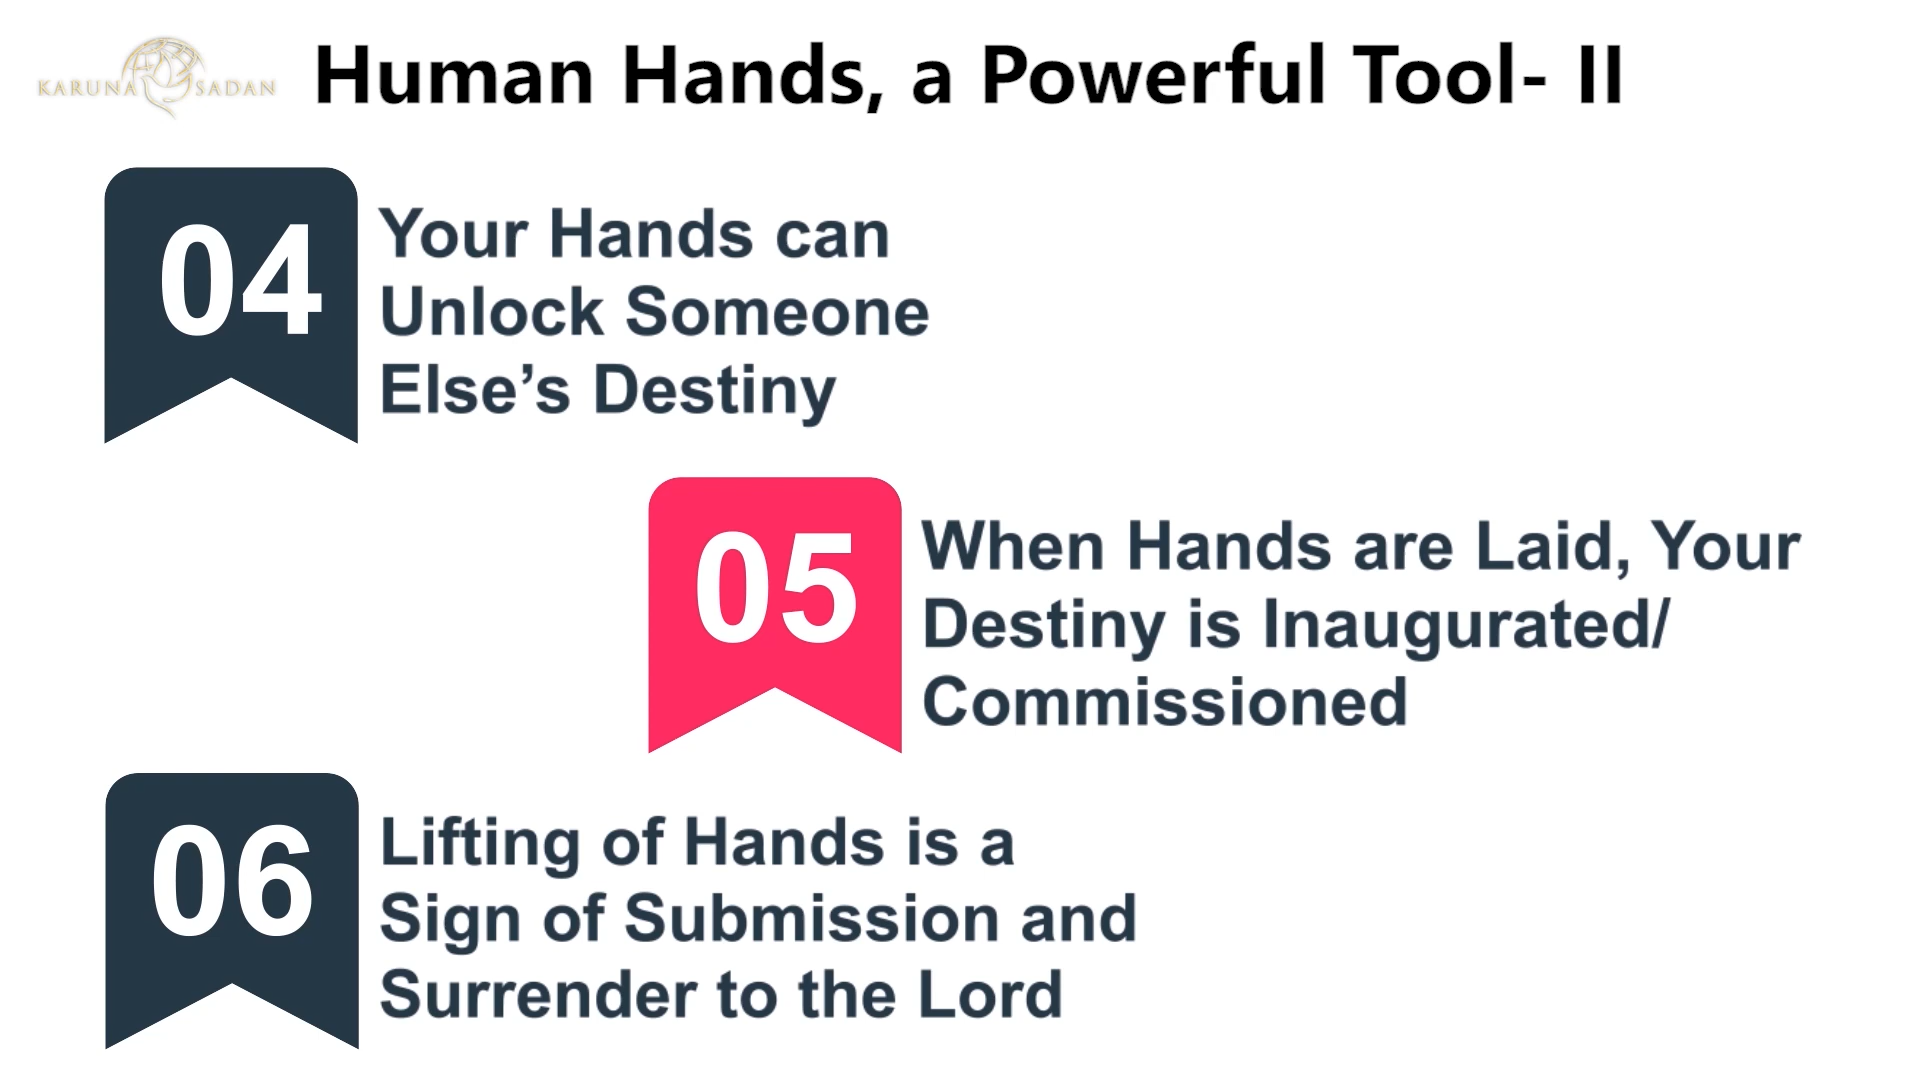 KARUNA SADAN
Human Hands, a Powerful Tool- II
04
Your Hands can
Unlock Someone
Else’s Destiny
05
When Hands are Laid, Your
Destiny is Inaugurated/
Commissioned
06
Lifting of Hands is a
Sign of Submission and
Surrender to the Lord